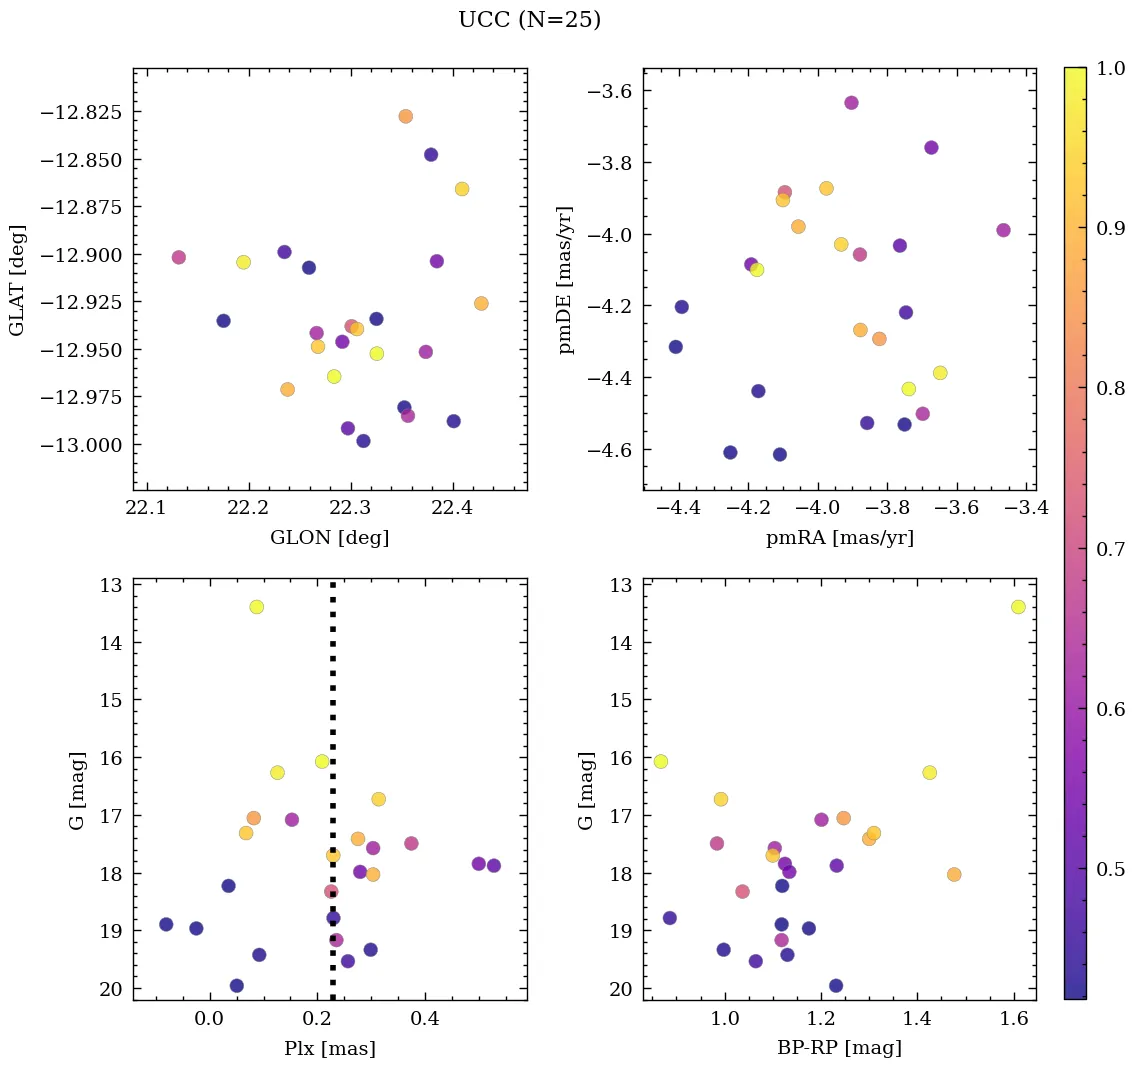 UCC (N=25)
−12.825
−12.850
−12.875
−12.900
−12.925
−12.950
−12.975
−13.000
GLAT [deg]
22.1 22.2 22.3 22.4
GLON [deg]
−3.6
−3.8
−4.0
−4.2
−4.4
−4.6
pmDE [mas/yr]
−4.4 −4.2 −4.0 −3.8 −3.6 −3.4
pmRA [mas/yr]
1.0
0.9
0.8
0.7
0.6
0.5
13
14
15
16
17
18
19
20
G [mag]
0.0 0.2 0.4
Plx [mas]
13
14
15
16
17
18
19
20
G [mag]
1.0 1.2 1.4 1.6
BP-RP [mag]